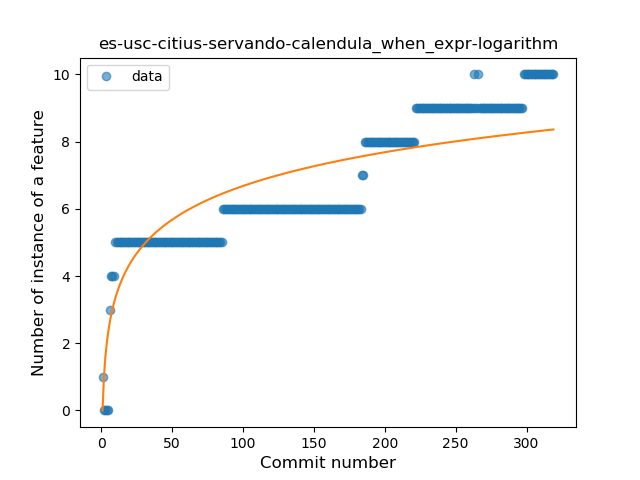 es-usc-citius-servando-calendula_when_expr-logarithm
data
Number of instance of a feature
10
8
6
4
2
0
0 50 100 150 200 250 300
Commit number